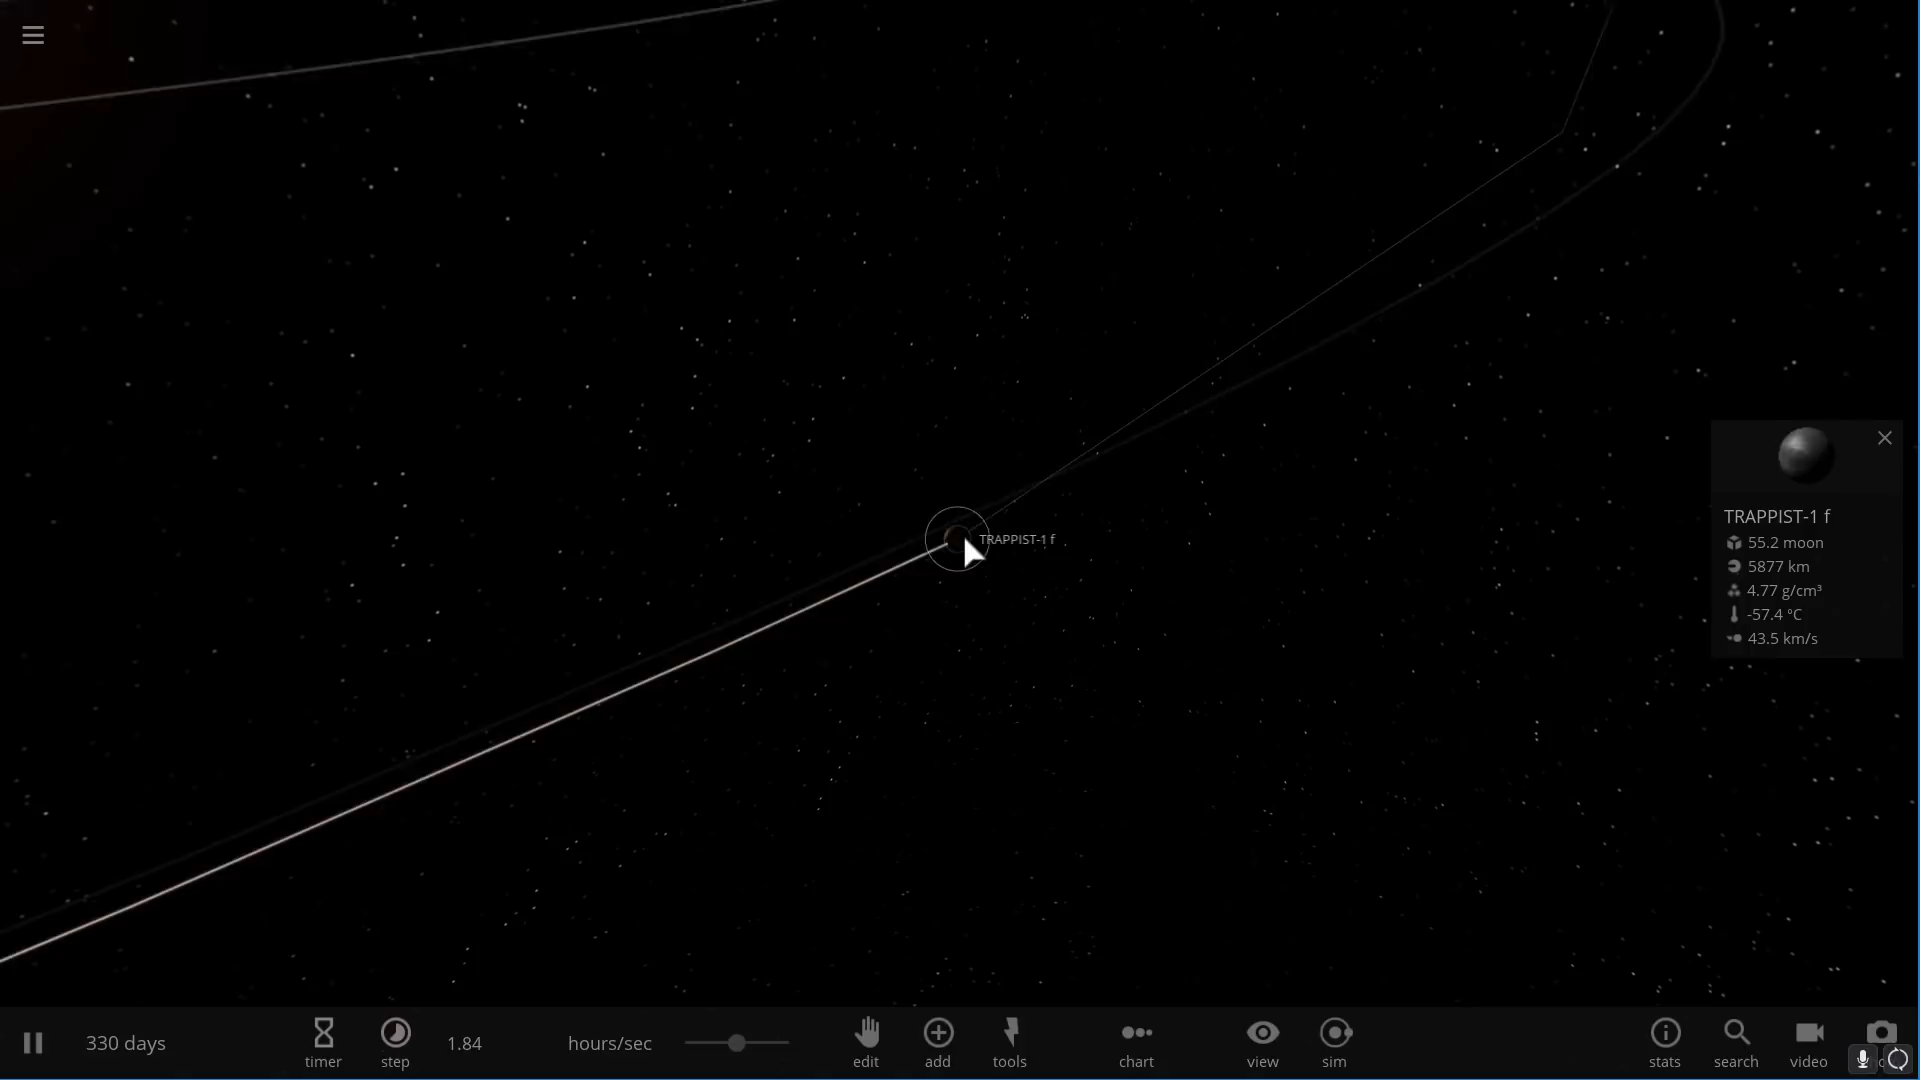 TRAPPIST-1 f
TRAPPIST-1 f
55.2 moon
5877 km
4.77 g/cm³
-57.4 °C
43.5 km/s
330 days
timer
step
1.84
hours/sec
edit
add
tools
chart
view
sim
stats
search
video